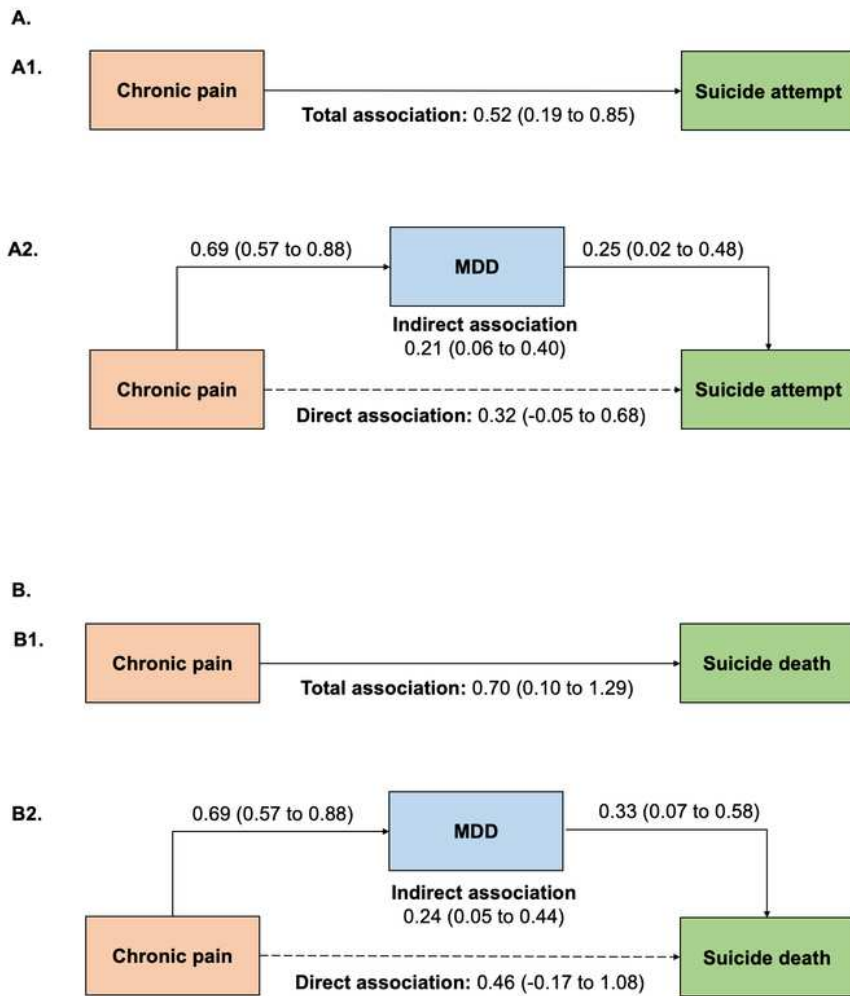 A.
A1.
Chronic pain
Suicide attempt
Total association: 0.52 (0.19 to 0.85)
A2.
0.69 (0.57 to 0.88)
MDD
0.25 (0.02 to 0.48)
Indirect association
0.21 (0.06 to 0.40)
Chronic pain
Suicide attempt
Direct association: 0.32 (-0.05 to 0.68)
B.
B1.
Chronic pain
Suicide death
Total association: 0.70 (0.10 to 1.29)
B2.
0.69 (0.57 to 0.88)
MDD
0.33 (0.07 to 0.58)
Indirect association
0.24 (0.05 to 0.44)
Chronic pain
Suicide death
Direct association: 0.46 (-0.17 to 1.08)